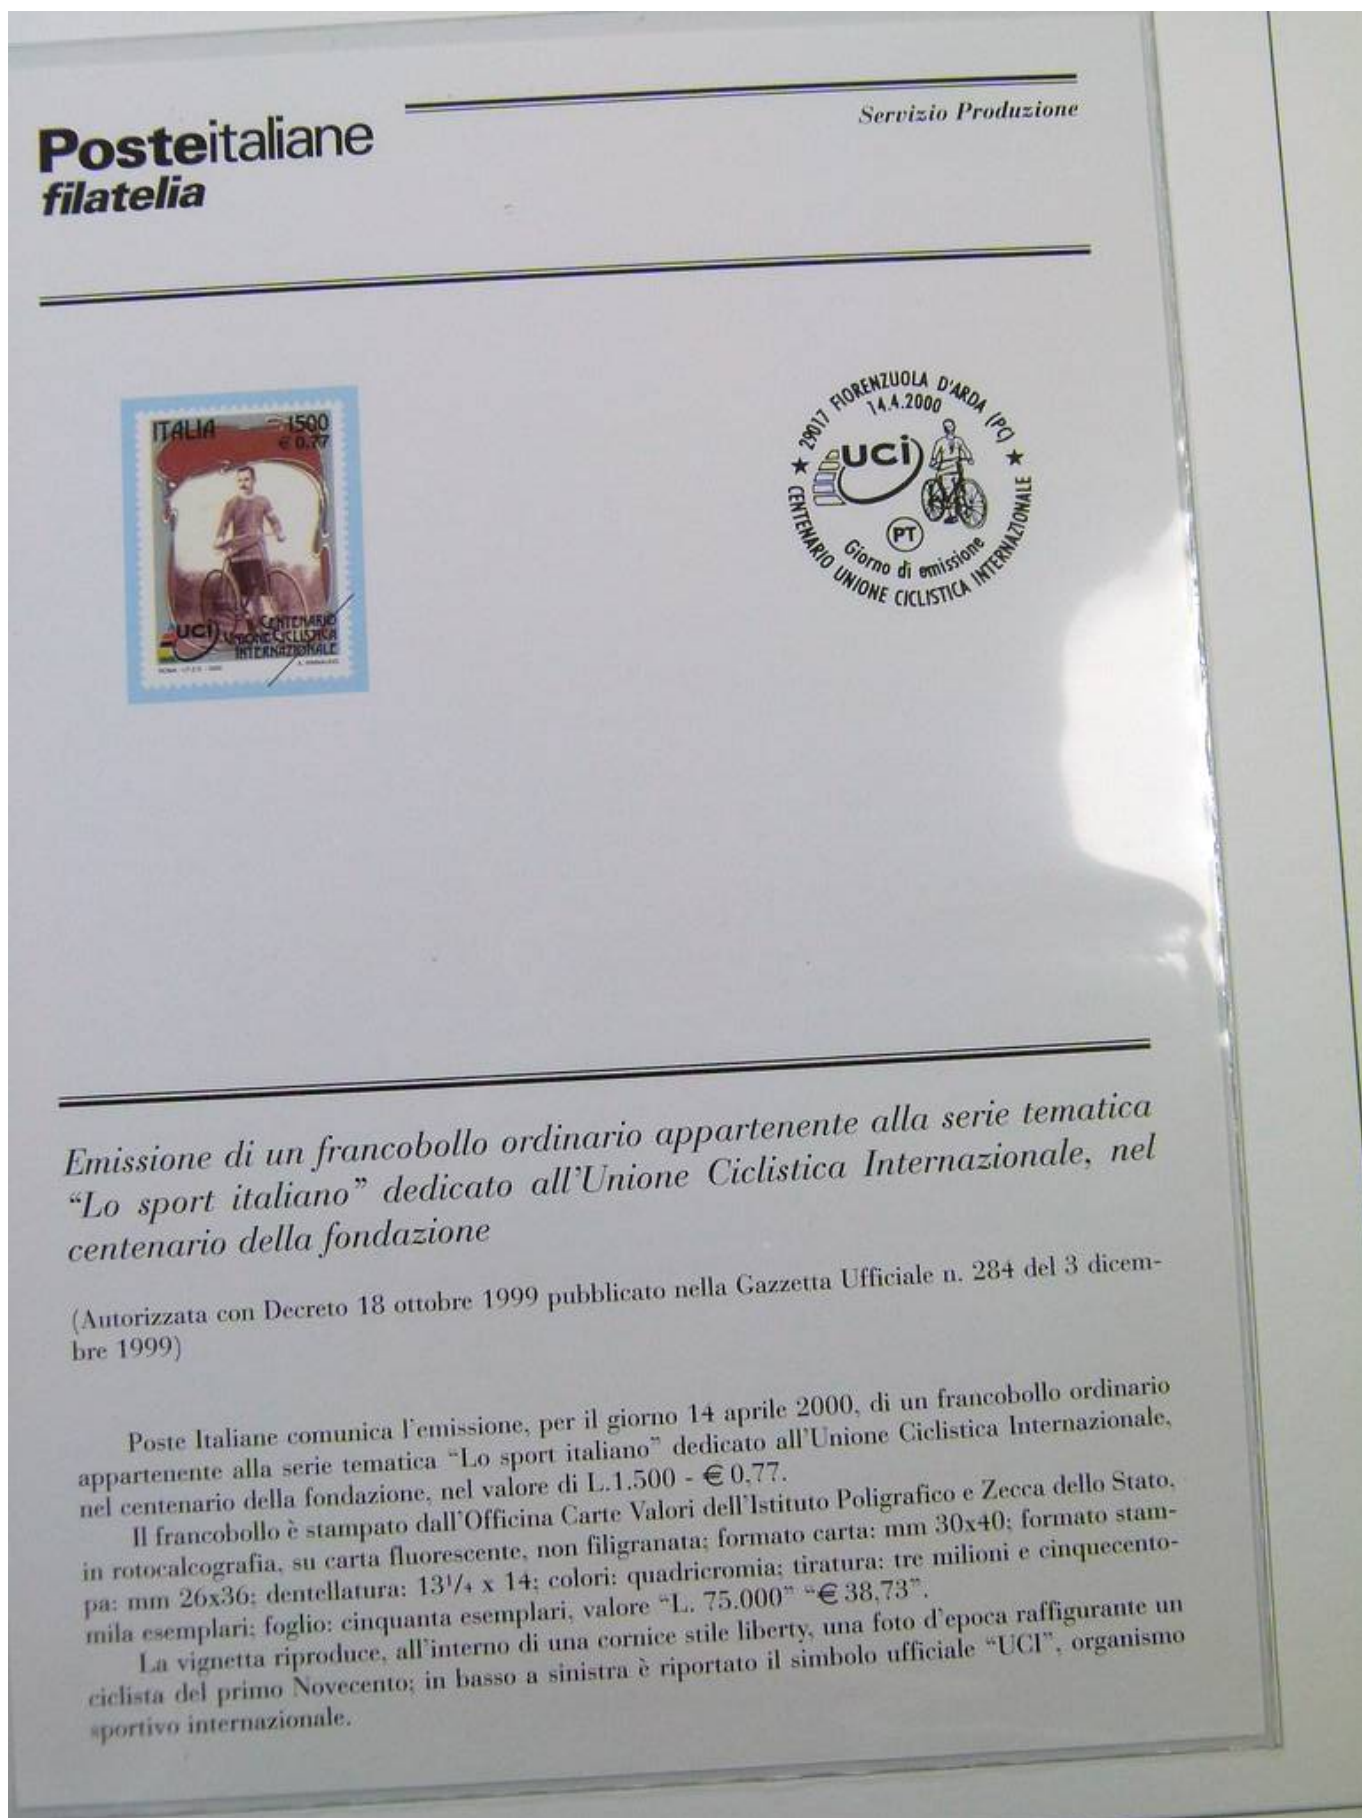 Posteitaliane
filatelia
Servizio Produzione
ITALIA
1500
€ 0,77
UCI
CENTENARIO
UNIONE CICLISTICA
INTERNAZIONALE
29017 FIORENZUOLA D'ARDA (PC)
14.4.2000
UCI
PT
Giorno di emissione
CENTENARIO UNIONE CICLISTICA INTERNAZIONALE
Emissione di un francobollo ordinario appartenente alla serie tematica
“Lo sport italiano” dedicato all’Unione Ciclistica Internazionale, nel
centenario della fondazione
(Autorizzata con Decreto 18 ottobre 1999 pubblicato nella Gazzetta Ufficiale n. 284 del 3 dicem-
bre 1999)
Poste Italiane comunica l’emissione, per il giorno 14 aprile 2000, di un francobollo ordinario
appartenente alla serie tematica “Lo sport italiano” dedicato all’Unione Ciclistica Internazionale,
nel centenario della fondazione, nel valore di L.1.500 - € 0,77.
Il francobollo è stampato dall’Officina Carte Valori dell’Istituto Poligrafico e Zecca dello Stato,
in rotocalcografia, su carta fluorescente, non filigranata; formato carta: mm 30x40; formato stam-
pa: mm 26x36; dentellatura: 13¹/₄ x 14; colori: quadricromia; tiratura: tre milioni e cinquecento-
mila esemplari; foglio: cinquanta esemplari, valore “L. 75.000” “€ 38,73”.
La vignetta riproduce, all’interno di una cornice stile liberty, una foto d’epoca raffigurante un
ciclista del primo Novecento; in basso a sinistra è riportato il simbolo ufficiale “UCI”, organismo
sportivo internazionale.